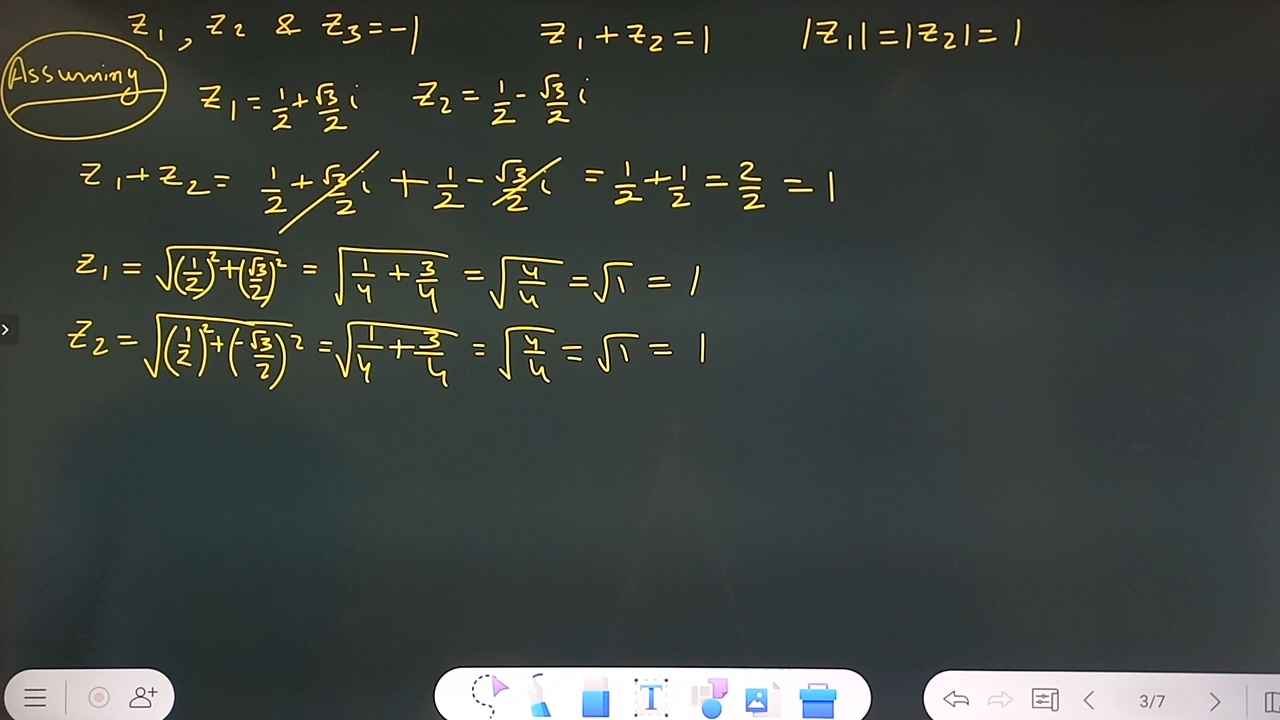 z₁, z₂ & z₃=-1 z₁+z₂=1 |z₁|=|z₂|=1
Assuming
z₁=1/2+√3/2 i z₂=1/2-√3/2 i
z₁+z₂= 1/2+√3/2 i + 1/2-√3/2 i = 1/2+1/2 = 2/2 = 1
z₁ = √((1/2)²+(√3/2)²) = √(1/4+3/4) = √(4/4) = √1 = 1
z₂ = √((1/2)²+(-√3/2)²) = √(1/4+3/4) = √(4/4) = √1 = 1
T 3/7